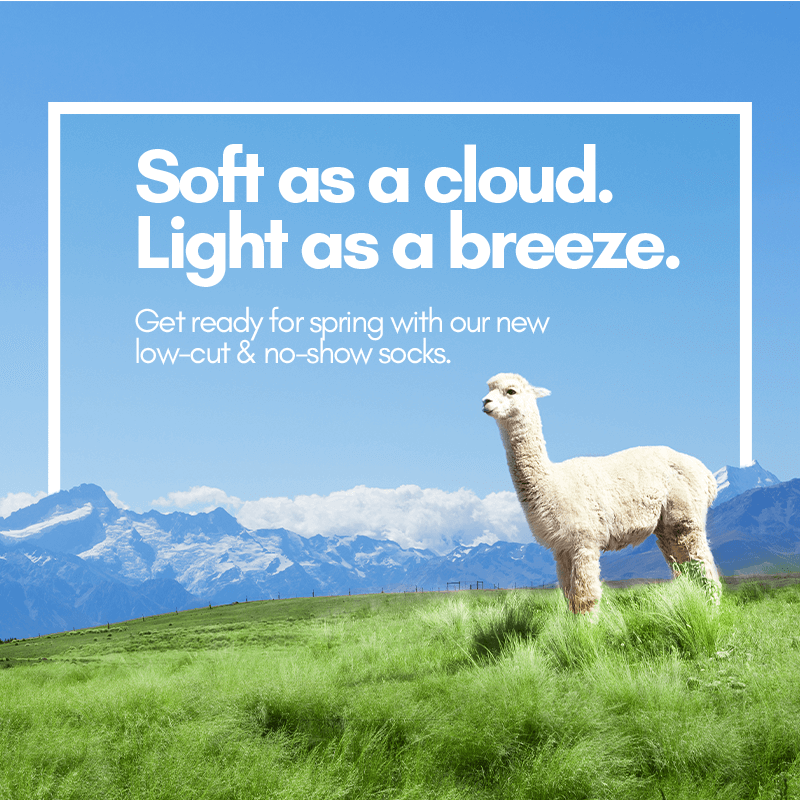 Soft as a cloud.
Light as a breeze.
Get ready for spring with our new
low-cut & no-show socks.